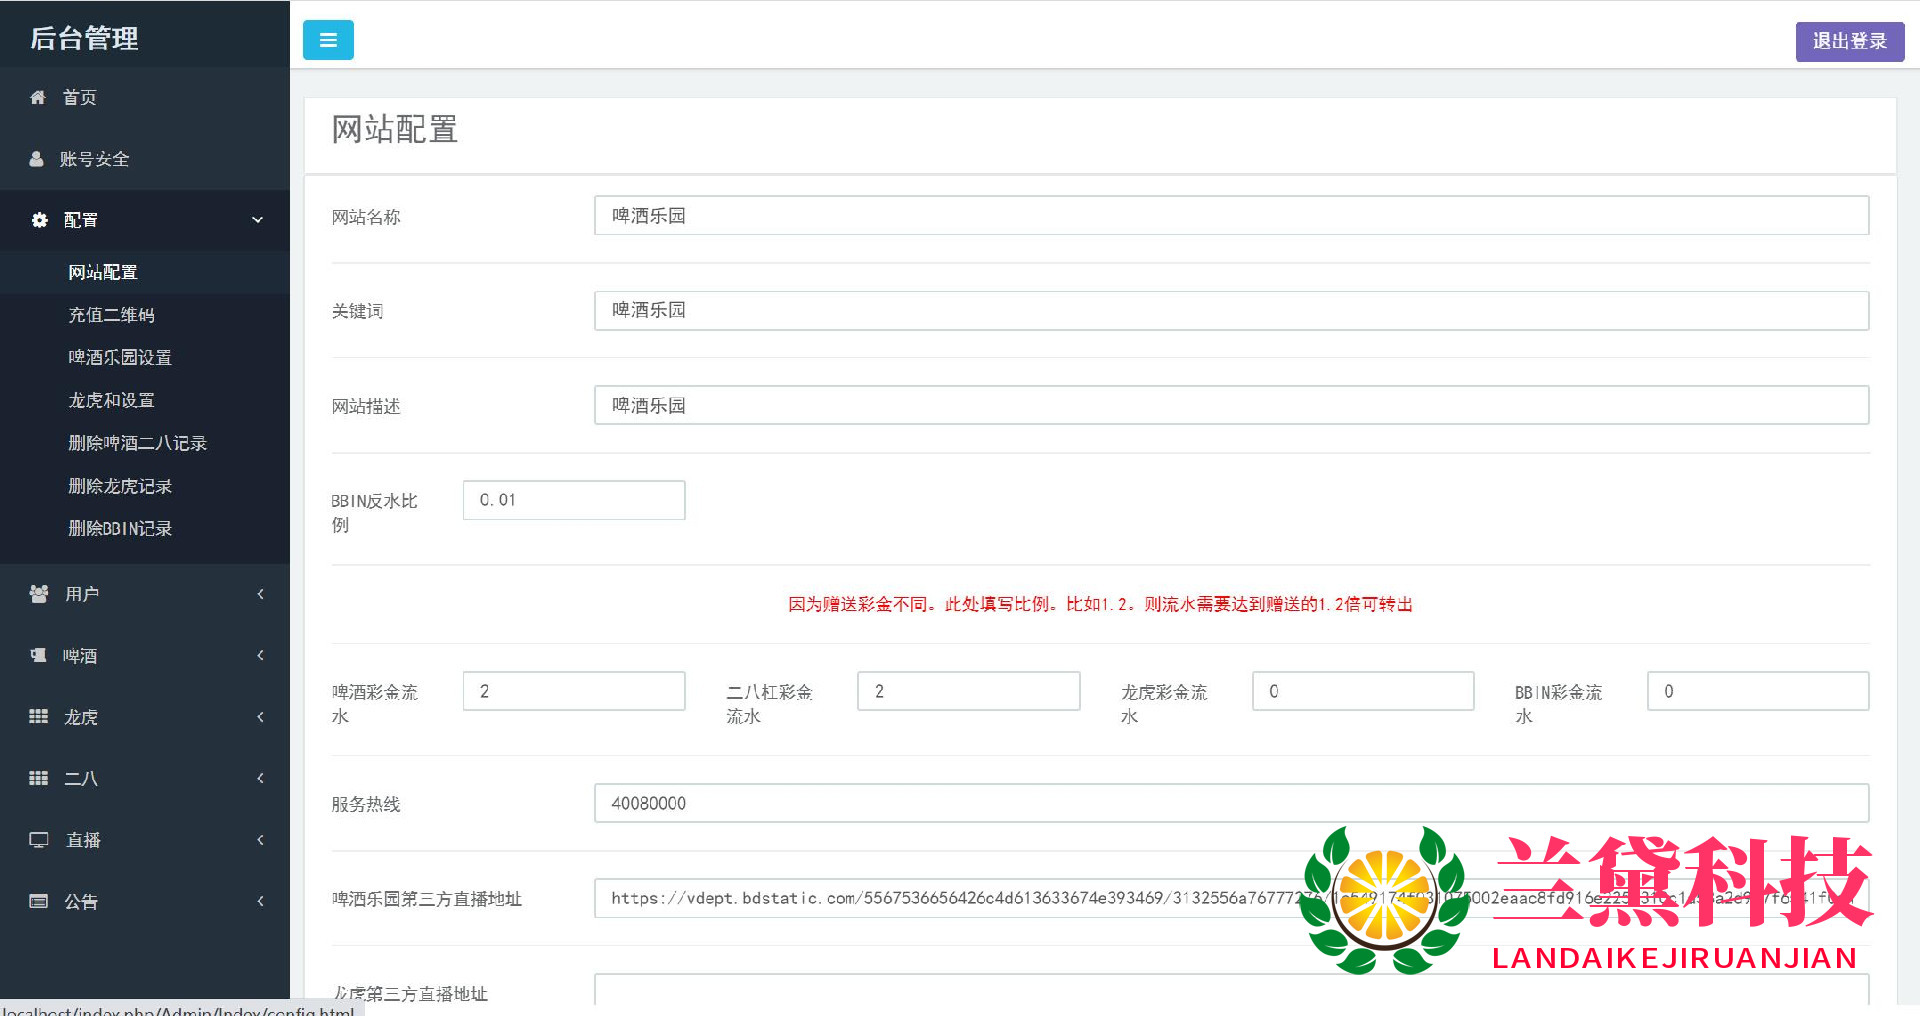 后台管理
退出登录
首页
账号安全
配置
网站配置
充值二维码
啤酒乐园设置
龙虎和设置
删除啤酒二八记录
删除龙虎记录
删除BBIN记录
用户
啤酒
龙虎
二八
直播
公告
网站配置
网站名称
啤酒乐园
关键词
啤酒乐园
网站描述
啤酒乐园
BBIN反水比
例
0.01
因为赠送彩金不同。此处填写比例。比如1.2。则流水需要达到赠送的1.2倍可转出
啤酒彩金流
水
2
二八杠彩金
流水
2
龙虎彩金流
水
0
BBIN彩金流
水
0
服务热线
40080000
啤酒乐园第三方直播地址
https://vdept.bdstatic.com/5567536656426c4d613633674e393469/3132556a76777276/
龙虎第三方直播地址
兰黛科技
LANDAIKEJIRUANJIAN
localhost/index.php/Admin/Index/config.html